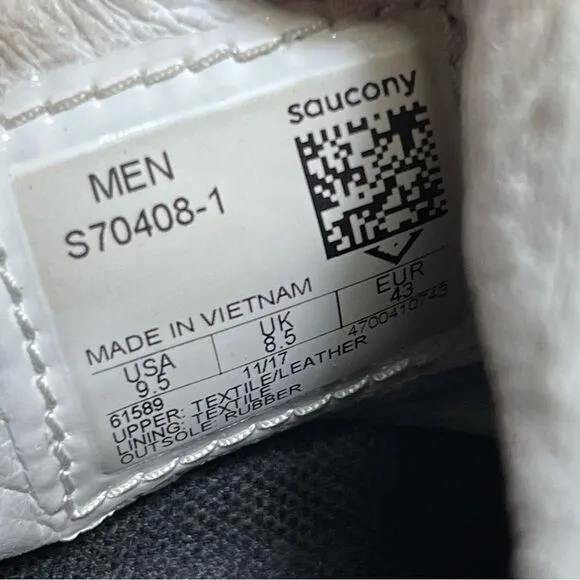 saucony
MEN
S70408-1
MADE IN VIETNAM
USA UK EUR
9.5 8.5 43
61589 11/17 4700410743
UPPER: TEXTILE/LEATHER
LINING: TEXTILE
OUTSOLE: RUBBER